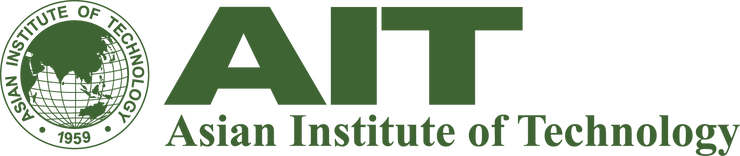 ASIAN INSTITUTE OF TECHNOLOGY
• 1959 •
AIT
Asian Institute of Technology